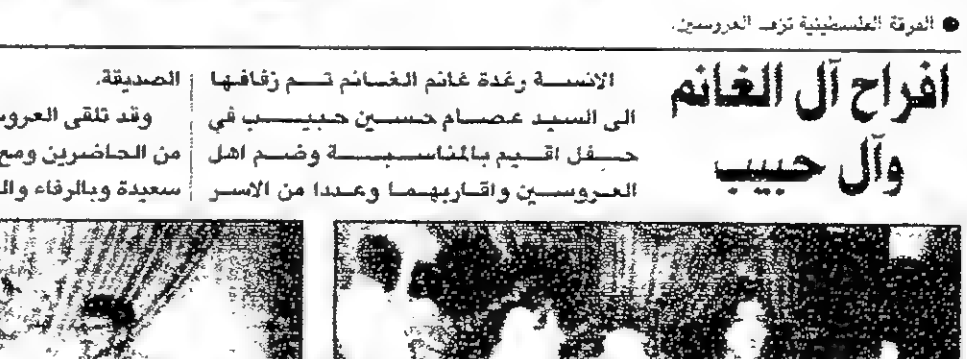 ● الفرقة الفلسطينية تزف العروسين.
افراح آل الغانم
وآل حبيب
الانسة رغدة غانم الغانم تم زفافها
الى السيد عصام حسين حبيب في
حفل اقيم بالمناسبة وضم اهل
العروسين واقاربهما وعددا من الاسر
الصديقة.
وقد تلقى
من الحاضرين ومع
سعيدة وبالرفاء